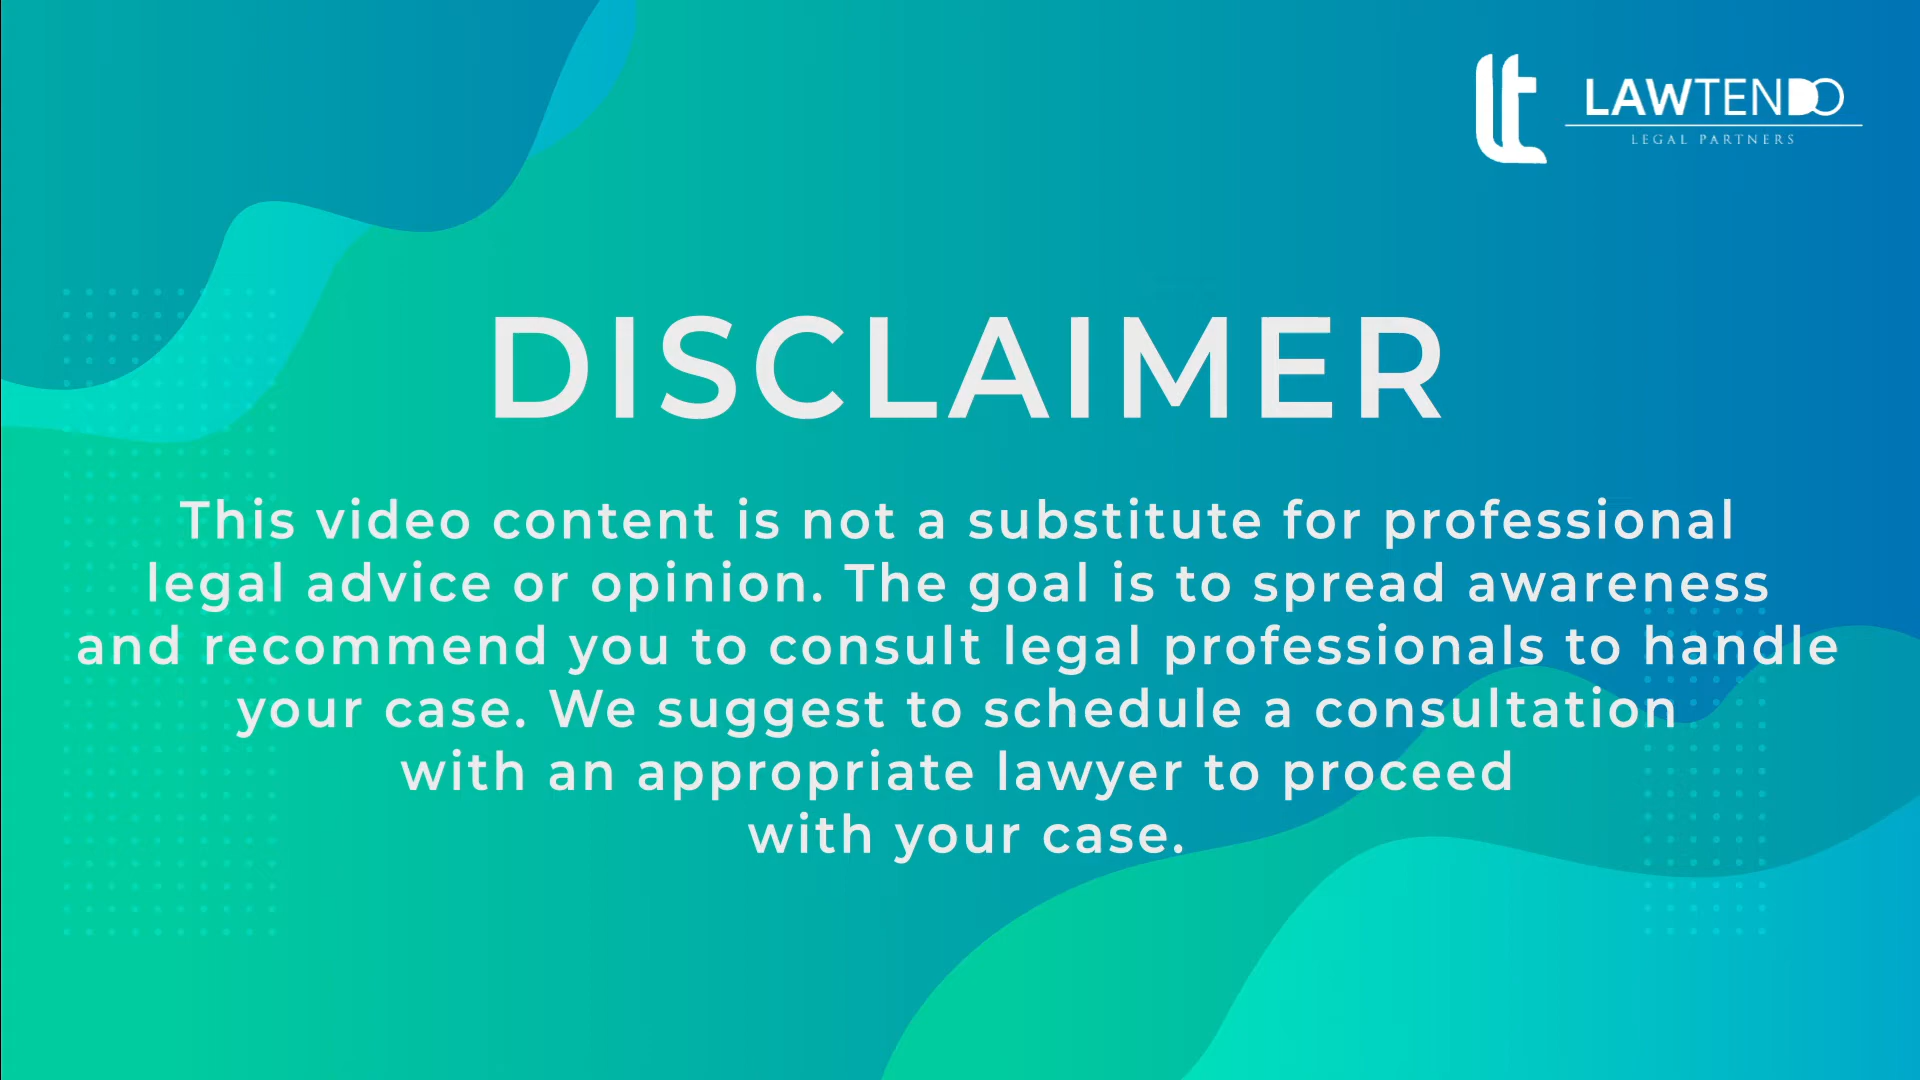 lt
LAWTENDO
LEGAL PARTNERS
DISCLAIMER
This video content is not a substitute for professional
legal advice or opinion. The goal is to spread awareness
and recommend you to consult legal professionals to handle
your case. We suggest to schedule a consultation
with an appropriate lawyer to proceed
with your case.